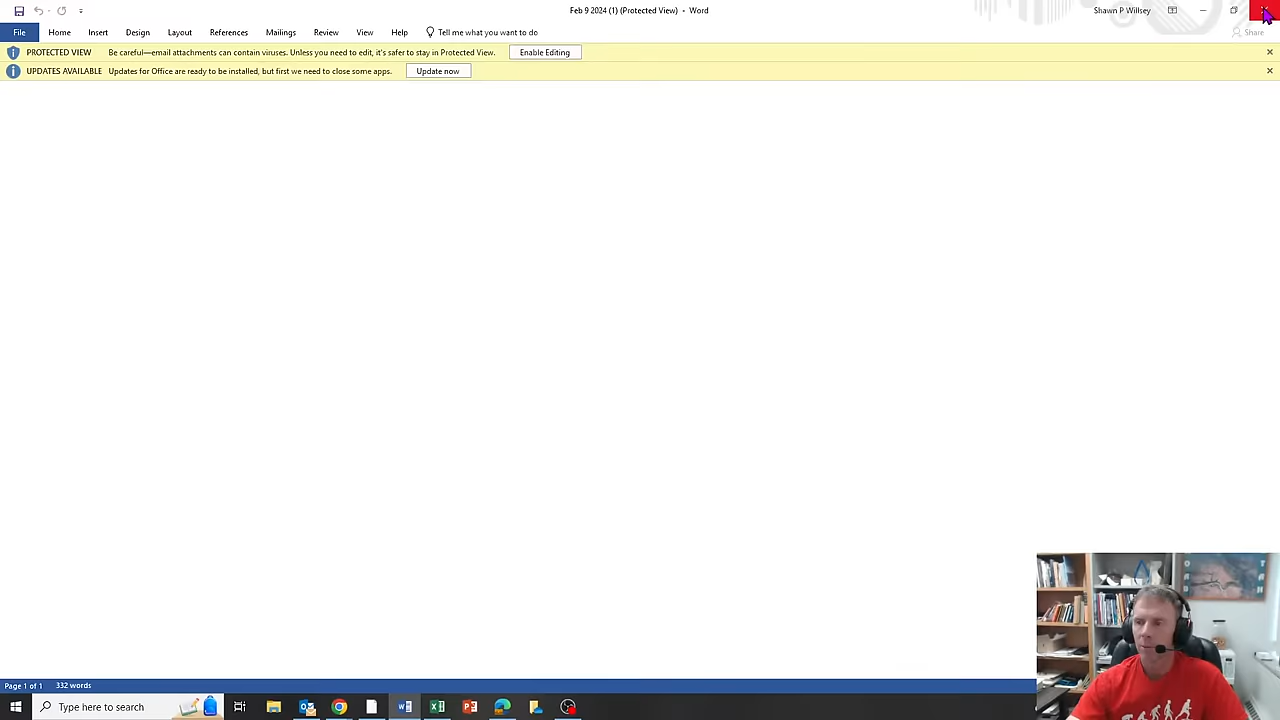 Feb 9 2024 (1) (Protected View) - Word
Shawn P Willsey
File Home Insert Design Layout References Mailings Review View Help Tell me what you want to do
Share
PROTECTED VIEW Be careful—email attachments can contain viruses. Unless you need to edit, it's safer to stay in Protected View. Enable Editing
UPDATES AVAILABLE Updates for Office are ready to be installed, but first we need to close some apps. Update now
Page 1 of 1 332 words
Type here to search